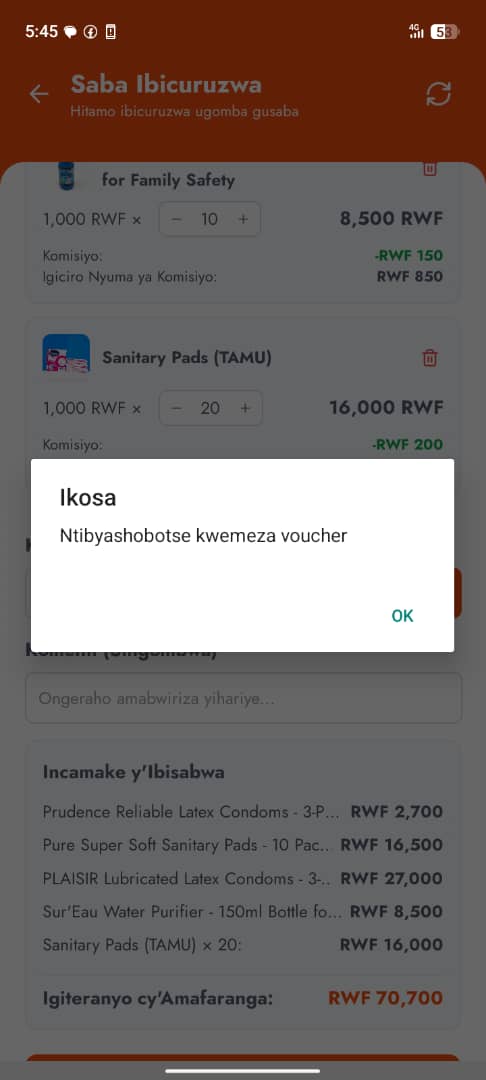 5:45
4G
53
Saba Ibicuruzwa
Hitamo ibicuruzwa ugomba gusaba
for Family Safety
1,000 RWF × − 10 + 8,500 RWF
Komisiyo: -RWF 150
Igiciro Nyuma ya Komisiyo: RWF 850
Sanitary Pads (TAMU)
1,000 RWF × − 20 + 16,000 RWF
Komisiyo: -RWF 200
Ikosa
Ntibyashobotse kwemeza voucher
OK
Ongeraho amabwiriza yihariye...
Incamake y'Ibisabwa
Prudence Reliable Latex Condoms - 3-P... RWF 2,700
Pure Super Soft Sanitary Pads - 10 Pac... RWF 16,500
PLAISIR Lubricated Latex Condoms - 3-.. RWF 27,000
Sur'Eau Water Purifier - 150ml Bottle fo... RWF 8,500
Sanitary Pads (TAMU) × 20: RWF 16,000
Igiteranyo cy'Amafaranga: RWF 70,700